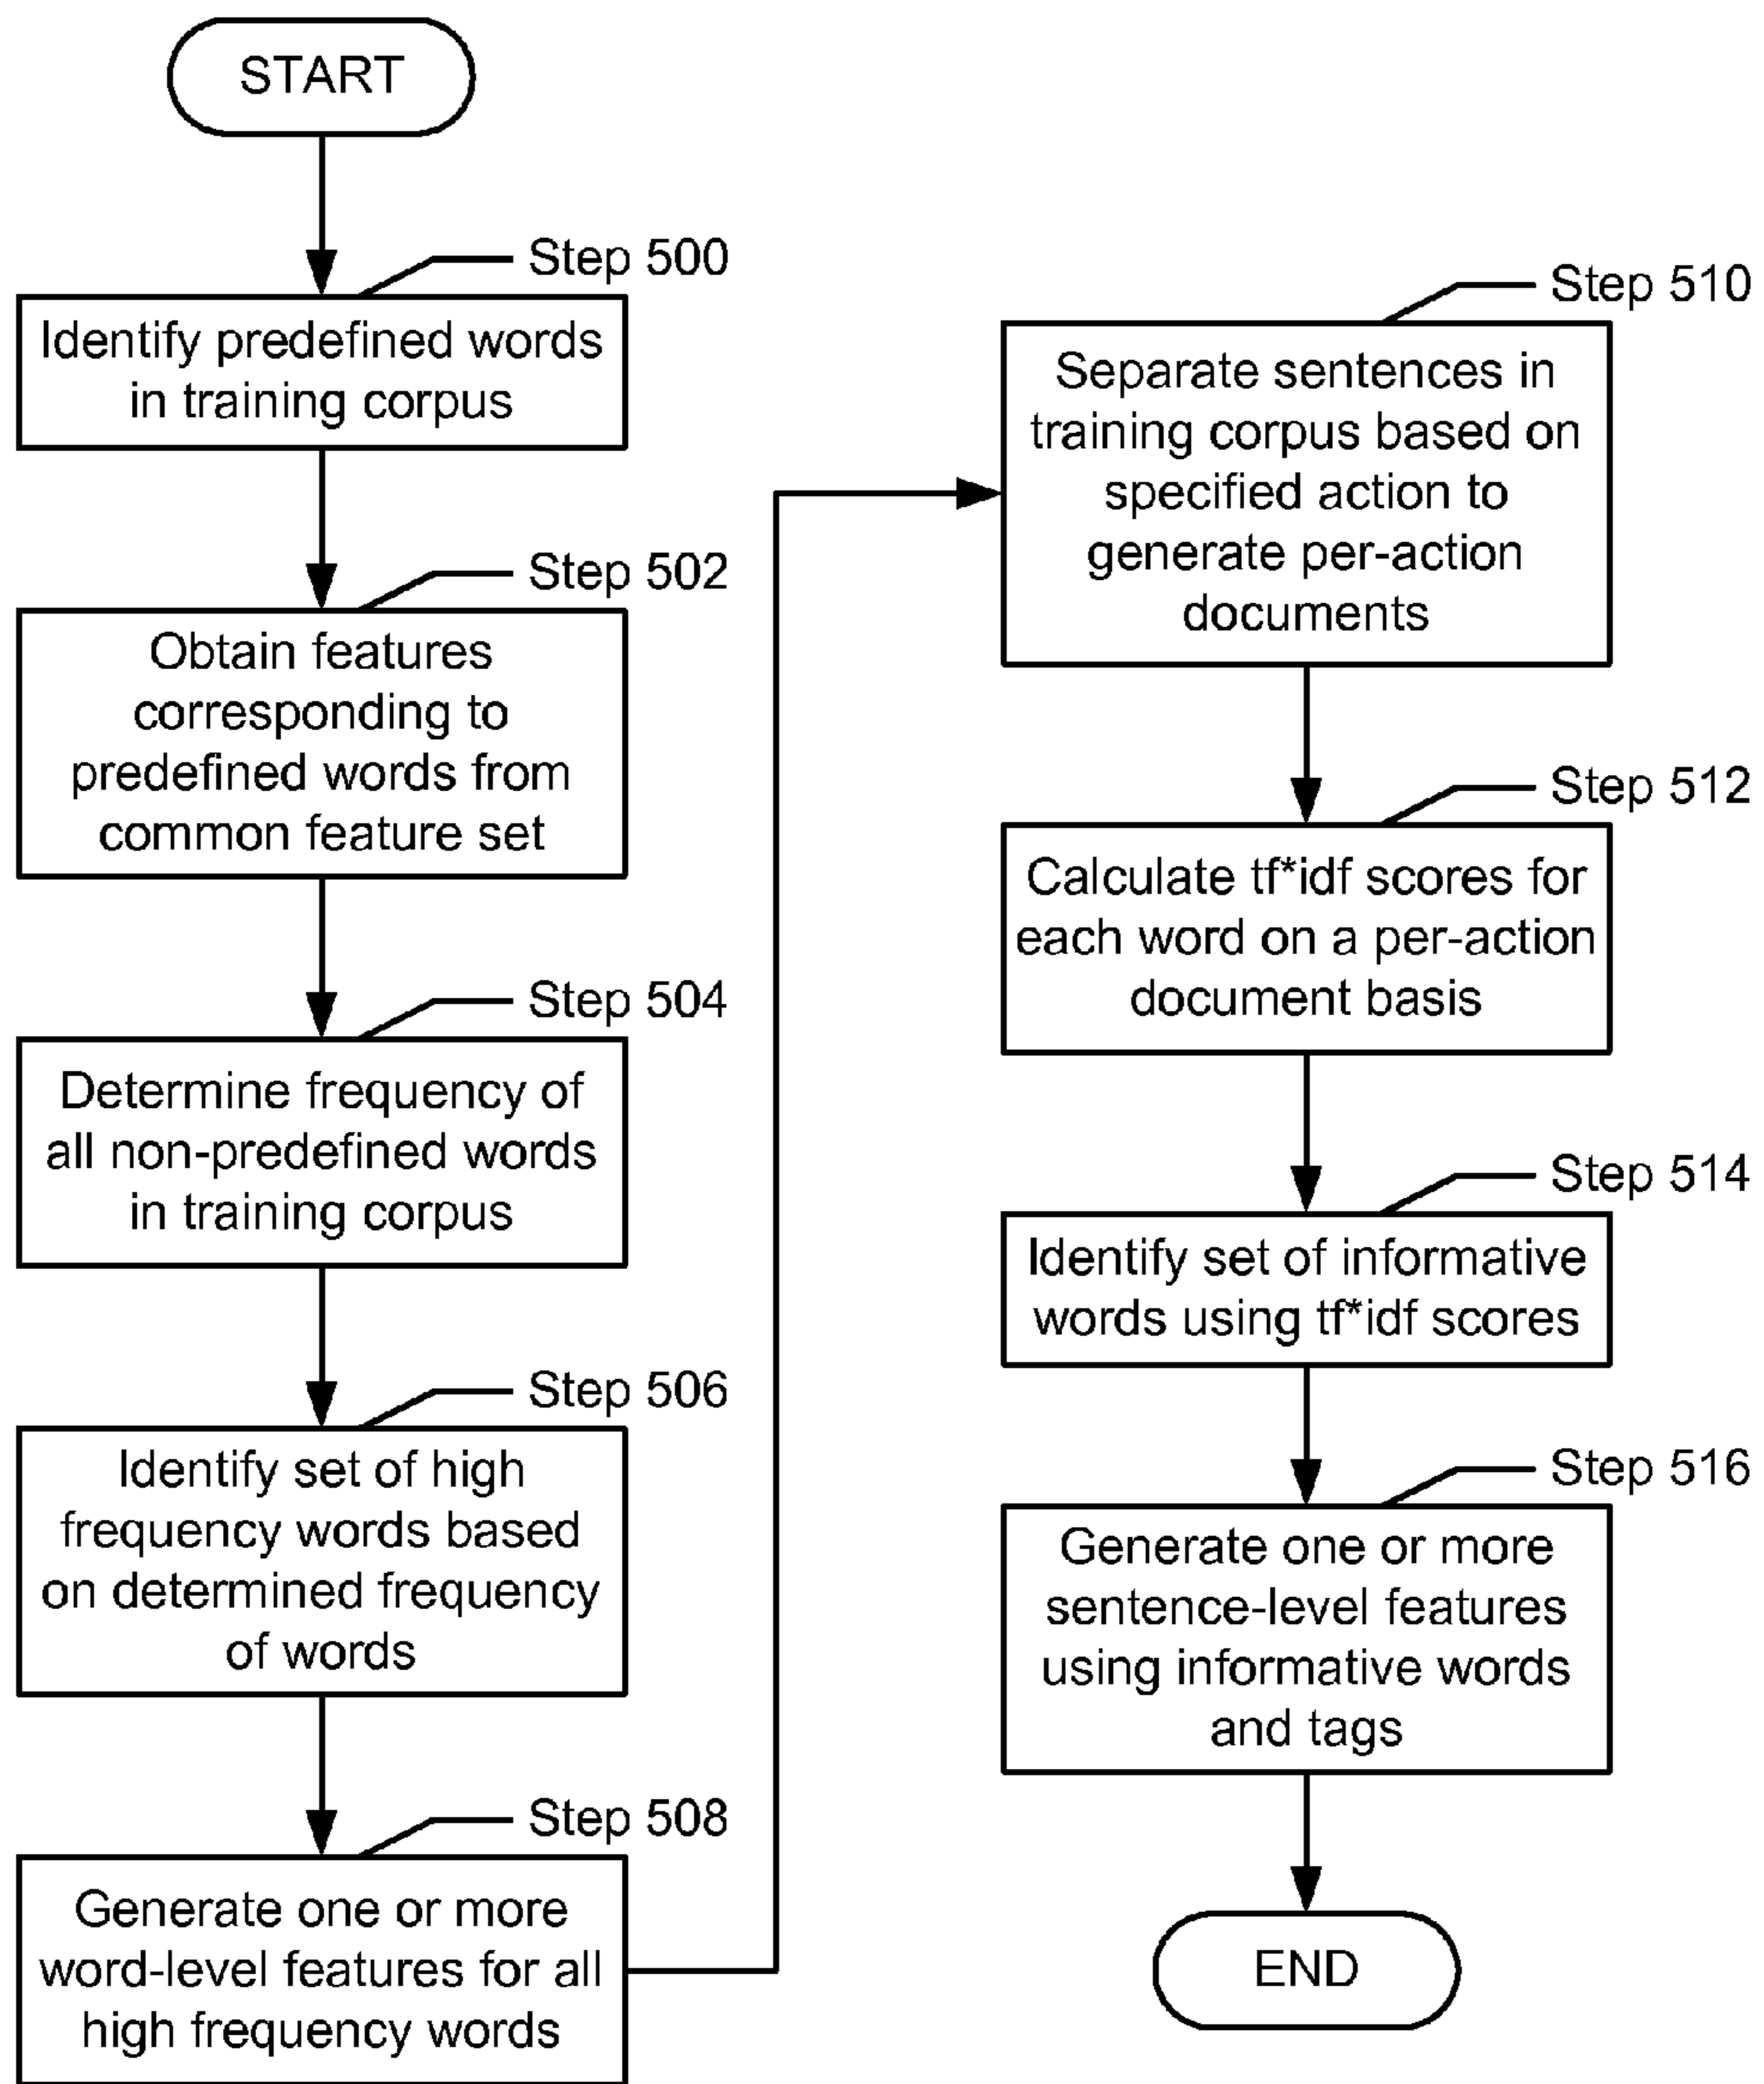 START
Step 500
Identify predefined words
in training corpus
Step 502
Obtain features
corresponding to
predefined words from
common feature set
Step 504
Determine frequency of
all non-predefined words
in training corpus
Step 506
Identify set of high
frequency words based
on determined frequency
of words
Step 508
Generate one or more
word-level features for all
high frequency words
Step 510
Separate sentences in
training corpus based on
specified action to
generate per-action
documents
Step 512
Calculate tf*idf scores for
each word on a per-action
document basis
Step 514
Identify set of informative
words using tf*idf scores
Step 516
Generate one or more
sentence-level features
using informative words
and tags
END